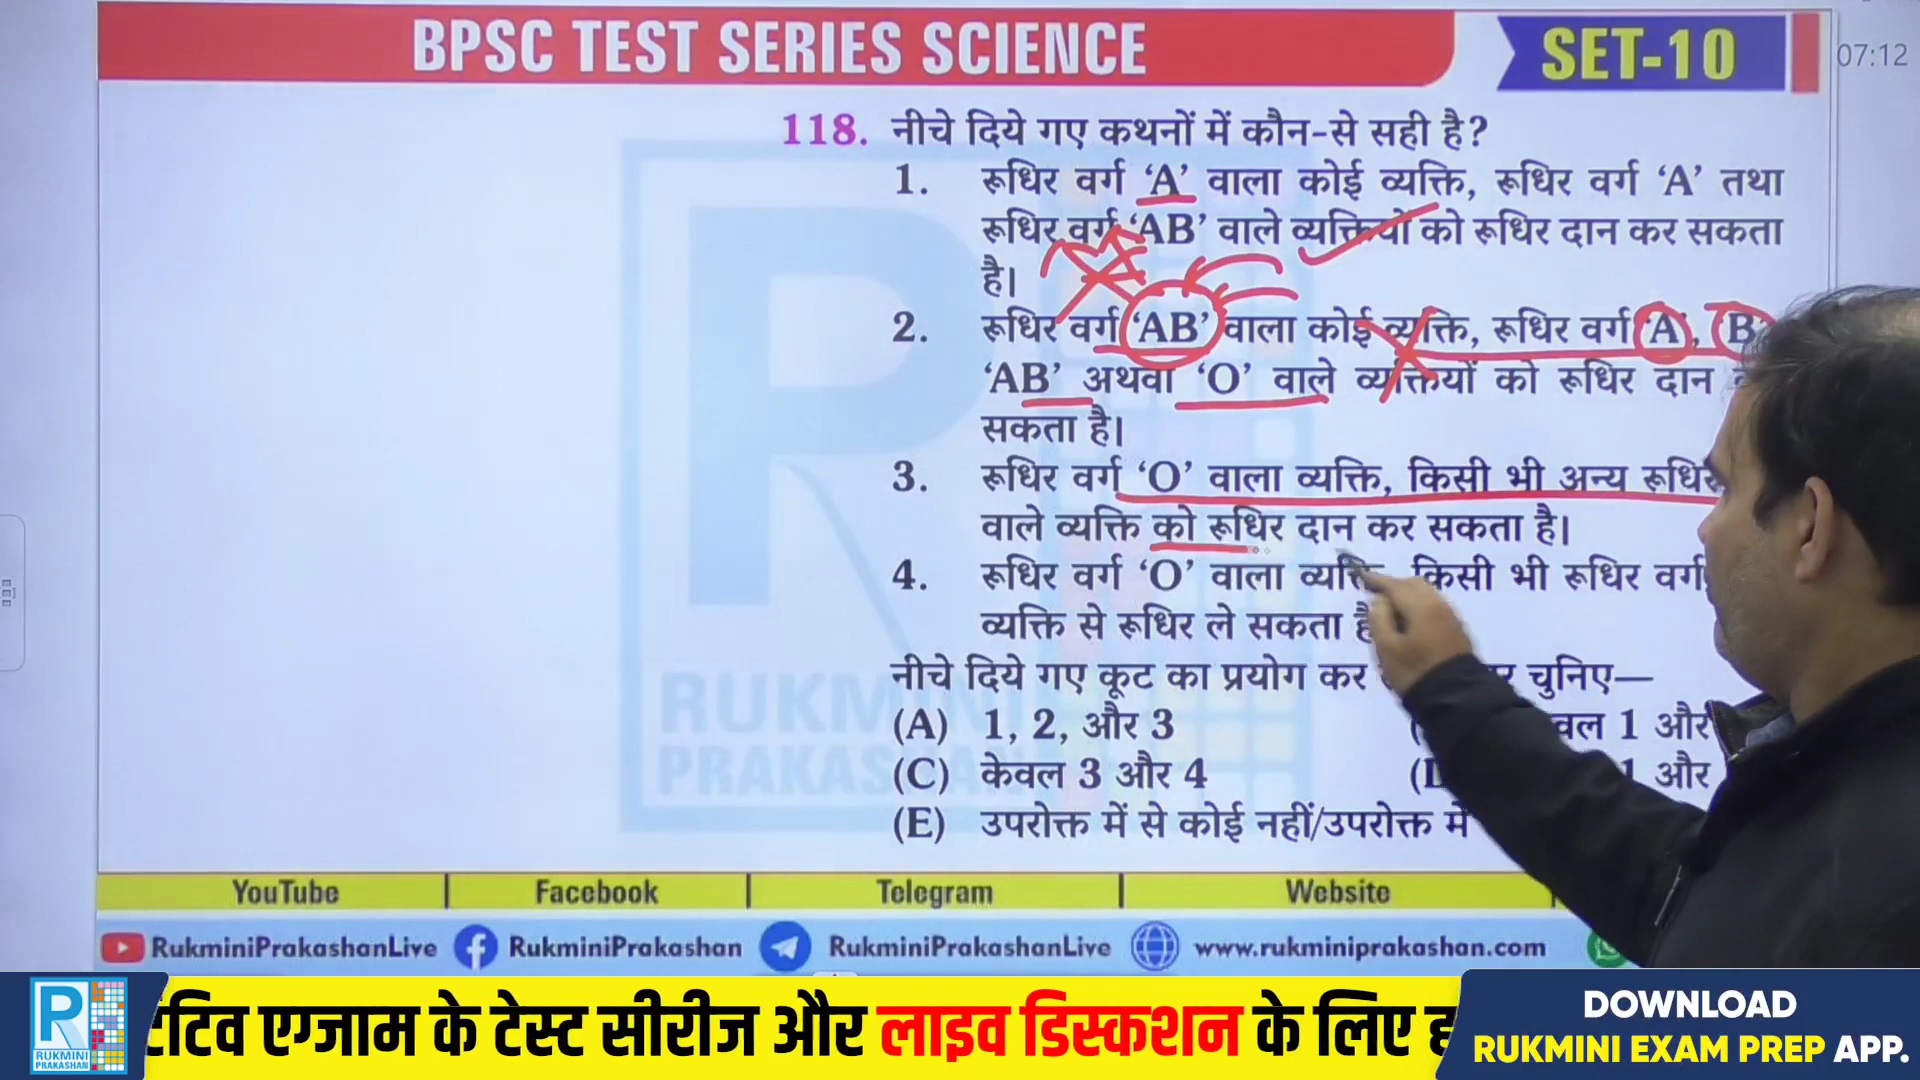 BPSC TEST SERIES SCIENCE
SET-10
07:12
118. नीचे दिये गए कथनों में कौन-से सही है?
1. रूधिर वर्ग ‘A’ वाला कोई व्यक्ति, रूधिर वर्ग ‘A’ तथा
रूधिर वर्ग ‘AB’ वाले व्यक्तियों को रूधिर दान कर सकता
है।
2. रूधिर वर्ग ‘AB’ वाला कोई व्यक्ति, रूधिर वर्ग ‘A’, ‘B’
‘AB’ अथवा ‘O’ वाले व्यक्तियों को रूधिर दान
सकता है।
3. रूधिर वर्ग ‘O’ वाला व्यक्ति, किसी भी अन्य रूधिर
वाले व्यक्ति को रूधिर दान कर सकता है।
4. रूधिर वर्ग ‘O’ वाला व्यक्ति, किसी भी रूधिर वर्ग
व्यक्ति से रूधिर ले सकता
नीचे दिये गए कूट का प्रयोग कर चुनिए—
(A) 1, 2, और 3
1 और
(C) केवल 3 और 4
1 और
(E) उपरोक्त में से कोई नहीं/उपरोक्त में
RUKMINI
PRAKASHAN
YouTube | Facebook | Telegram | Website
RukminiPrakashanLive RukminiPrakashan RukminiPrakashanLive www.rukminiprakashan.com
R
RUKMINI
PRAKASHAN
एग्जाम के टेस्ट सीरीज और लाइव डिस्कशन के लिए
DOWNLOAD
RUKMINI EXAM PREP APP.